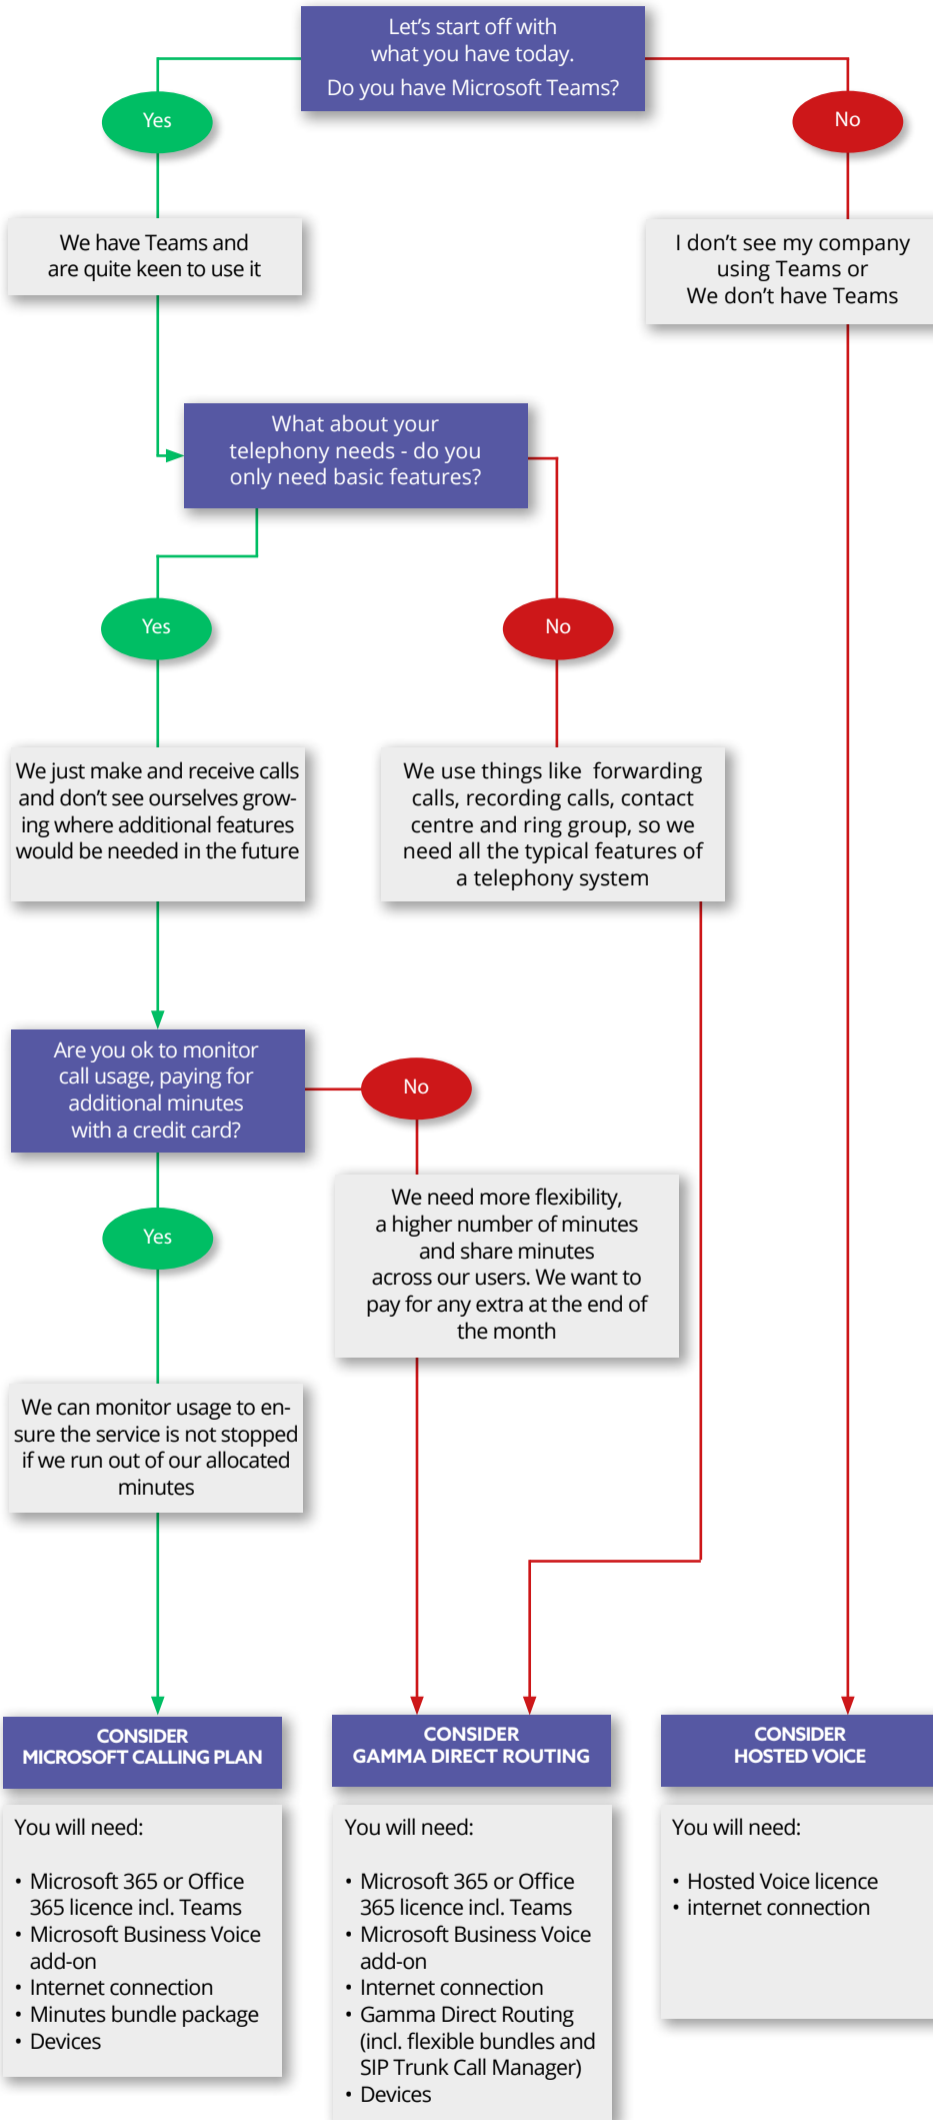 Let’s start off with
what you have today.
Do you have Microsoft Teams?
Yes
No
We have Teams and
are quite keen to use it
I don’t see my company
using Teams or
We don’t have Teams
What about your
telephony needs - do you
only need basic features?
Yes
No
We just make and receive calls
and don’t see ourselves grow-
ing where additional features
would be needed in the future
We use things like forwarding
calls, recording calls, contact
centre and ring group, so we
need all the typical features of
a telephony system
Are you ok to monitor
call usage, paying for
additional minutes
with a credit card?
No
Yes
We need more flexibility,
a higher number of minutes
and share minutes
across our users. We want to
pay for any extra at the end of
the month
We can monitor usage to en-
sure the service is not stopped
if we run out of our allocated
minutes
CONSIDER
MICROSOFT CALLING PLAN
CONSIDER
GAMMA DIRECT ROUTING
CONSIDER
HOSTED VOICE
You will need:
• Microsoft 365 or Office
365 licence incl. Teams
• Microsoft Business Voice
add-on
• Internet connection
• Minutes bundle package
• Devices
You will need:
• Microsoft 365 or Office
365 licence incl. Teams
• Microsoft Business Voice
add-on
• Internet connection
• Gamma Direct Routing
(incl. flexible bundles and
SIP Trunk Call Manager)
• Devices
You will need:
• Hosted Voice licence
• internet connection